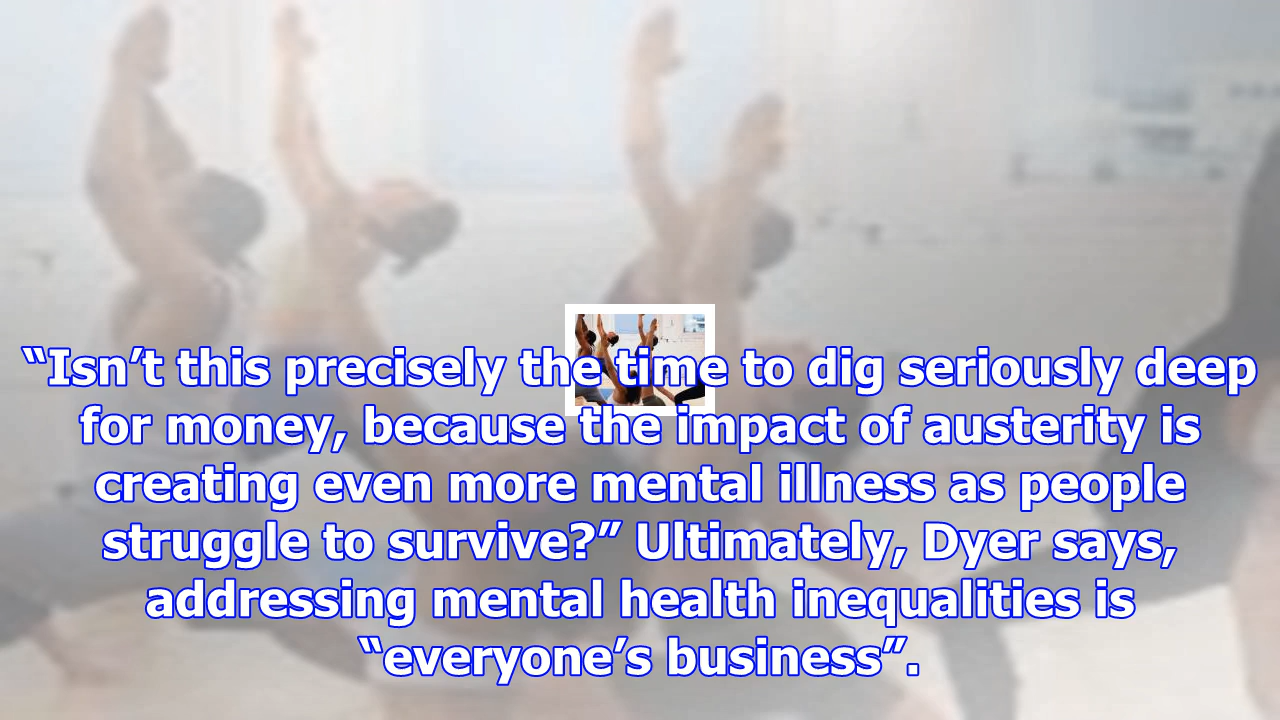 “Isn’t this precisely the time to dig seriously deep
for money, because the impact of austerity is
creating even more mental illness as people
struggle to survive?” Ultimately, Dyer says,
addressing mental health inequalities is
“everyone’s business”.